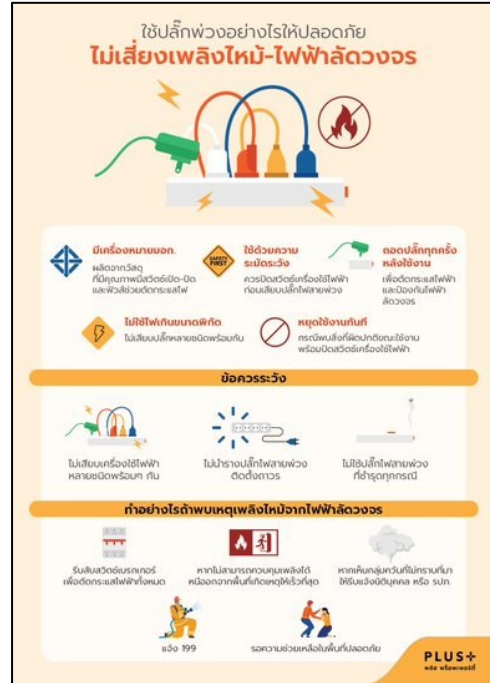 ใช้ปลั๊กพ่วงอย่างไรให้ปลอดภัย
ไม่เสี่ยงเพลิงไหม้-ไฟฟ้าลัดวงจร
มีเครื่องหมายมอก.
ผลิตจากวัสดุ
ที่มีคุณภาพมีสวิตช์เปิด-ปิด
และฟิวส์ช่วยตัดกระแสไฟ
SAFETY
FIRST
ใช้ด้วยความ
ระมัดระวัง
ควรปิดสวิตช์เครื่องใช้ไฟฟ้า
ก่อนเสียบปลั๊กไฟสายพ่วง
ถอดปลั๊กทุกครั้ง
หลังใช้งาน
เพื่อตัดกระแสไฟฟ้า
และป้องกันไฟฟ้า
ลัดวงจร
ไม่ใช้ไฟเกินขนาดพิกัด
ไม่เสียบปลั๊กหลายชนิดพร้อมกัน
หยุดใช้งานทันที
กรณีพบสิ่งที่ผิดปกติขณะใช้งาน
พร้อมปิดสวิตช์เครื่องใช้ไฟฟ้า
ข้อควรระวัง
ไม่เสียบเครื่องใช้ไฟฟ้า
หลายชนิดพร้อมๆ กัน
ไม่นำรางปลั๊กไฟสายพ่วง
ติดตั้งถาวร
ไม่ใช้ปลั๊กไฟสายพ่วง
ที่ชำรุดทุกกรณี
ทำอย่างไรถ้าพบเหตุเพลิงไหม้จากไฟฟ้าลัดวงจร
รีบสับสวิตช์เบรกเกอร์
เพื่อตัดกระแสไฟฟ้าทั้งหมด
หากไม่สามารถควบคุมเพลิงได้
หนีออกจากพื้นที่เกิดเหตุให้เร็วที่สุด
หากเห็นกลุ่มควันที่ไม่ทราบที่มา
ให้รีบแจ้งนิติบุคคล หรือ รปภ.
แจ้ง 199
รอความช่วยเหลือในพื้นที่ปลอดภัย
PLUS+
พลัส พร็อพเพอร์ตี้